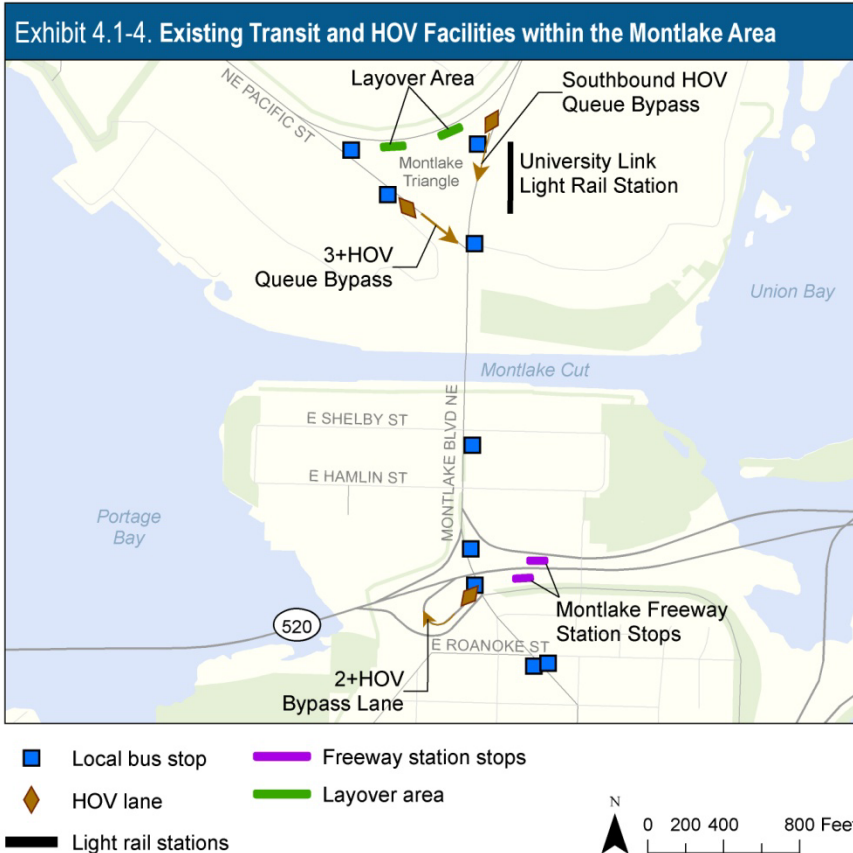 Exhibit 4.1-4. Existing Transit and HOV Facilities within the Montlake Area
Layover Area
Southbound HOV
Queue Bypass
NE PACIFIC ST
Montlake
Triangle
University Link
Light Rail Station
3+HOV
Queue Bypass
Union Bay
Montlake Cut
E SHELBY ST
MONTLAKE BLVD NE
E HAMLIN ST
Portage
Bay
520
Montlake Freeway
Station Stops
E ROANOKE ST
2+HOV
Bypass Lane
Local bus stop
Freeway station stops
HOV lane
Layover area
Light rail stations
N
0 200 400 800 Feet